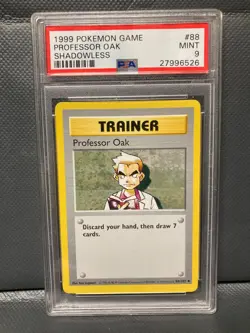 1999 POKEMON GAME #88
PROFESSOR OAK MINT
SHADOWLESS 9
PSA 27996526
TRAINER
Professor Oak
Discard your hand, then draw 7
cards.